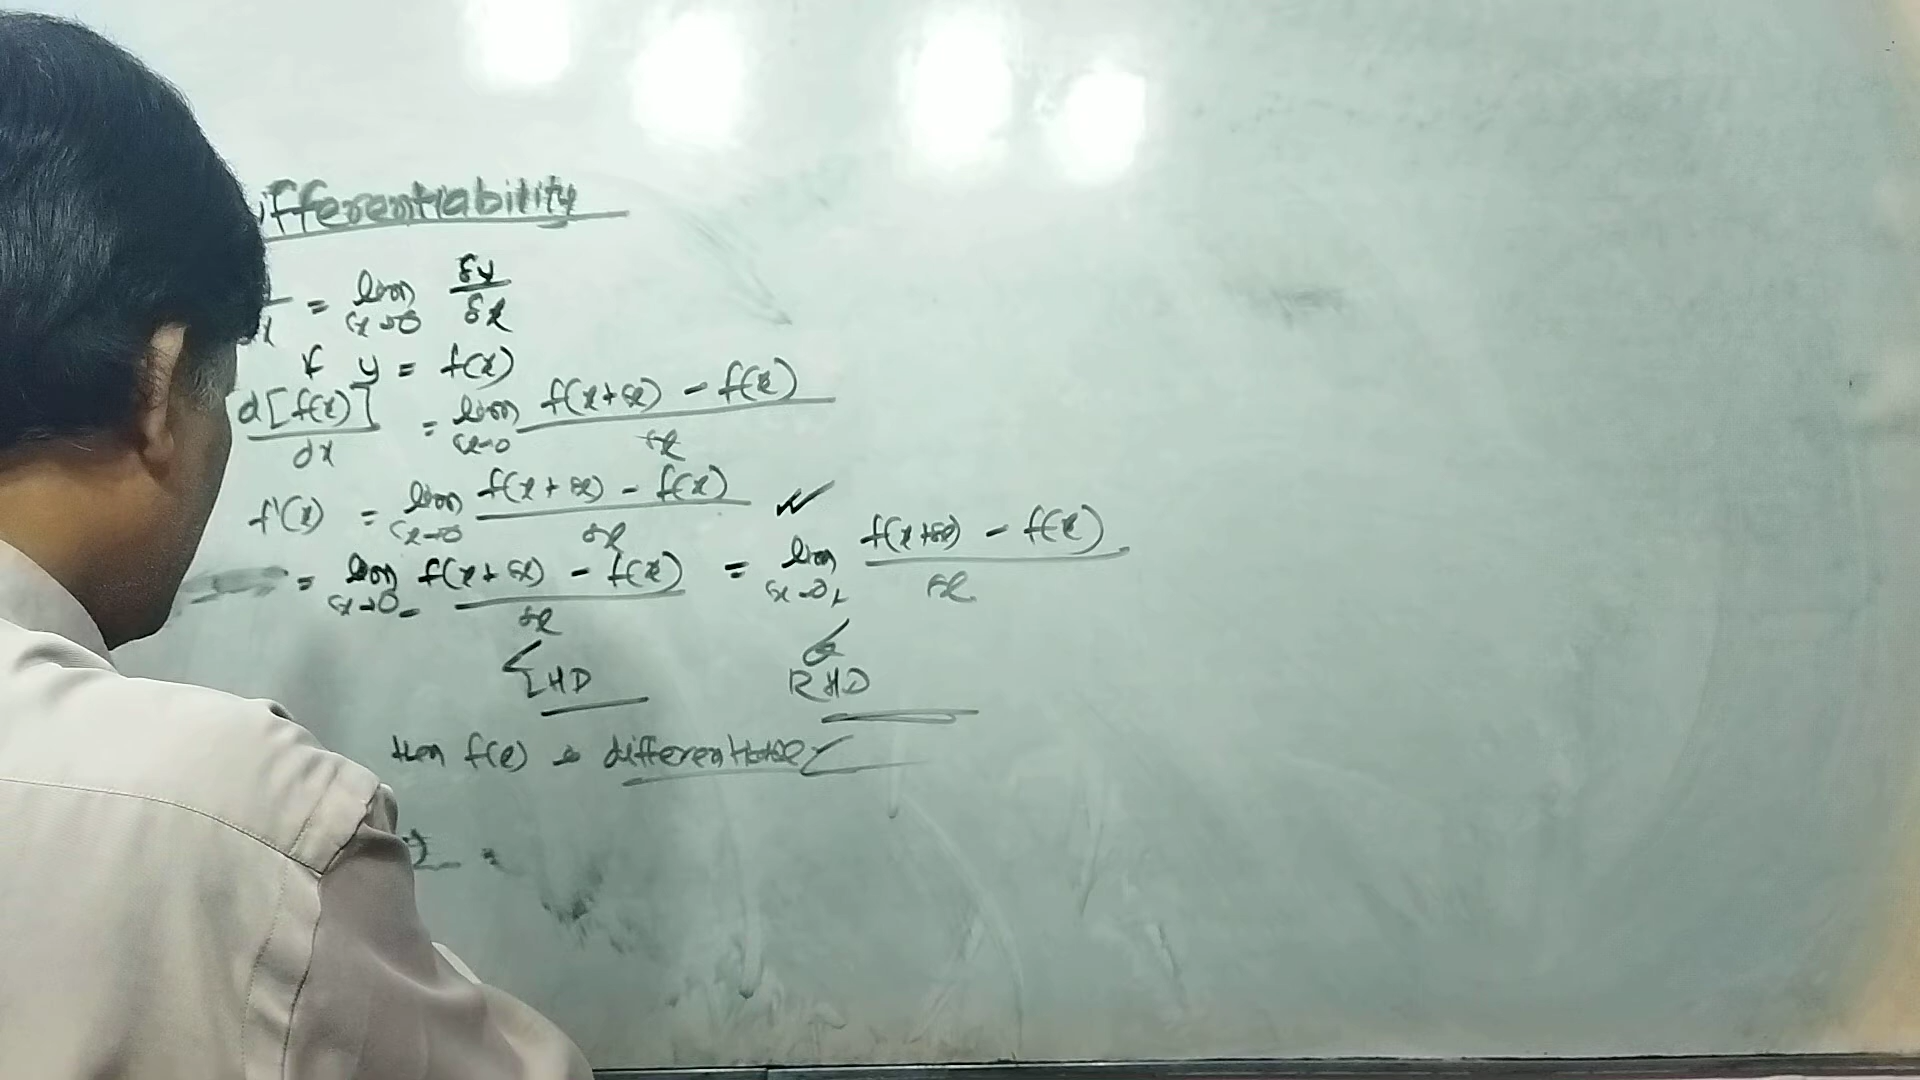 ifferentiability
x = lim δx→0 δy/δx
If y = f(x)
d[f(x)]/dx = lim δx→0 f(x+δx) - f(x)/δx
f'(x) = lim δx→0 f(x+δx) - f(x)/δx ✓
= lim δx→0- f(x+δx) - f(x)/δx = lim δx→0+ f(x+δx) - f(x)/δx
LHD RHD
then f(x) is differentiable